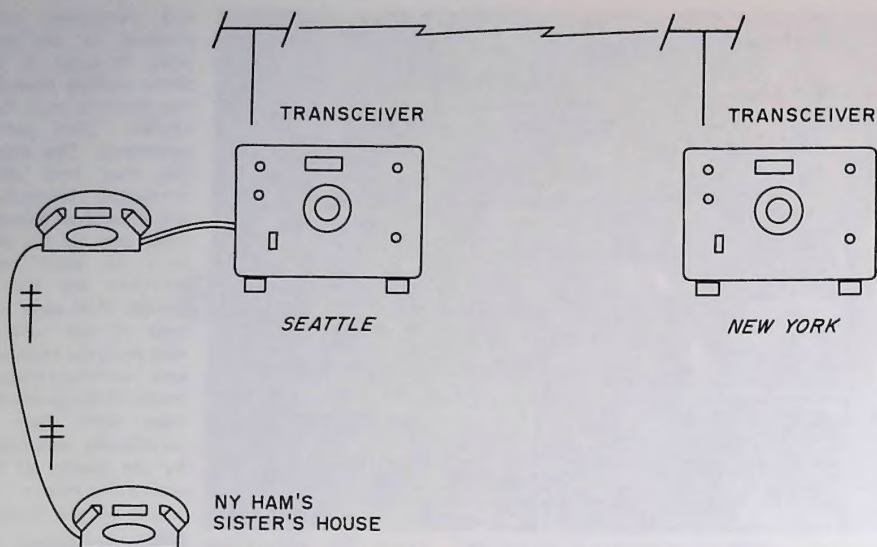 TRANSCEIVER
TRANSCEIVER
SEATTLE
NEW YORK
NY HAM'S
SISTER'S HOUSE